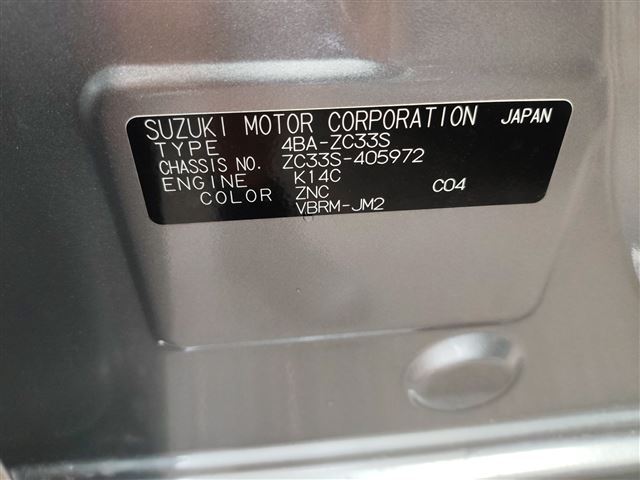 SUZUKI MOTOR CORPORATION JAPAN
TYPE 4BA-ZC33S
CHASSIS NO. ZC33S-405972
ENGINE K14C C04
COLOR ZNC
VBRM-JM2